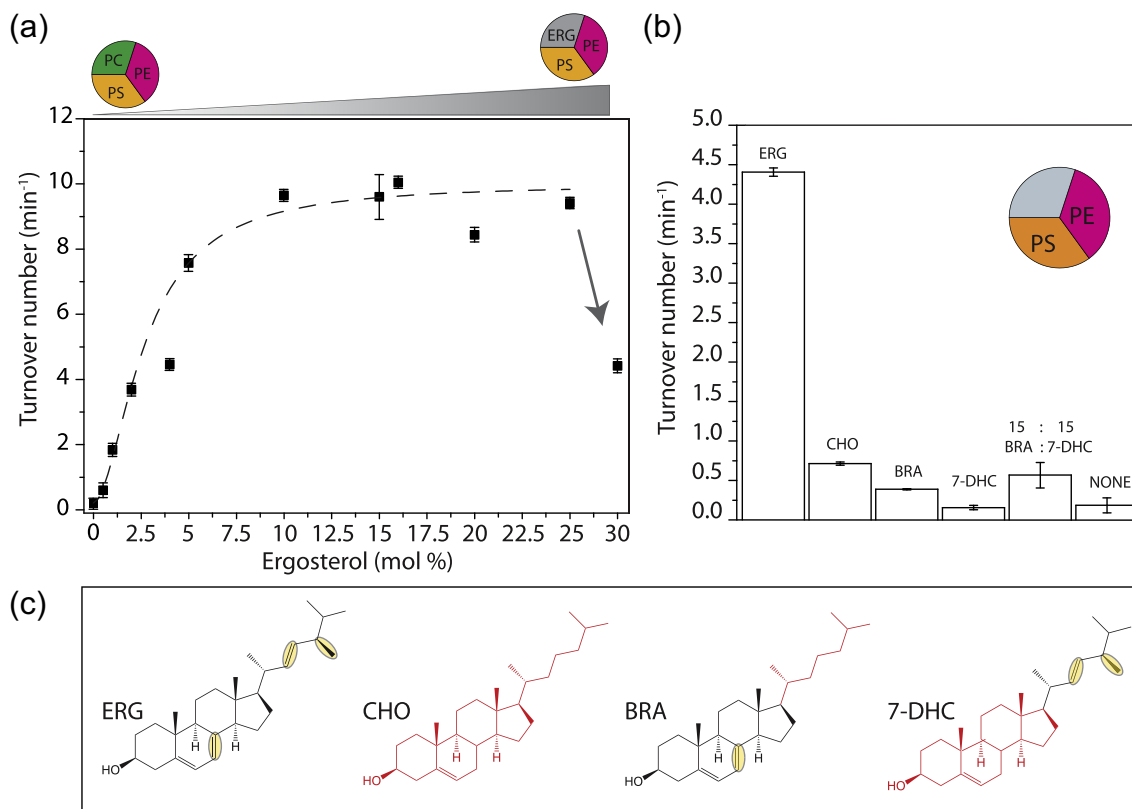 (a)
PC
PE
PS
ERG
PE
PS
12
10
8
6
4
2
0
Turnover number (min⁻¹)
0
2.5
5
7.5
10
12.5
15
17.5
20
22.5
25
27.5
30
Ergosterol (mol %)
(b)
5.0
4.5
4.0
3.5
3.0
2.5
2.0
1.5
1.0
0.5
0.0
Turnover number (min⁻¹)
ERG
PE
PS
CHO
BRA
7-DHC
15 : 15
BRA : 7-DHC
NONE
(c)
ERG
H
H
HO
CHO
H
H
HO
BRA
H
H
HO
7-DHC
H
H
HO